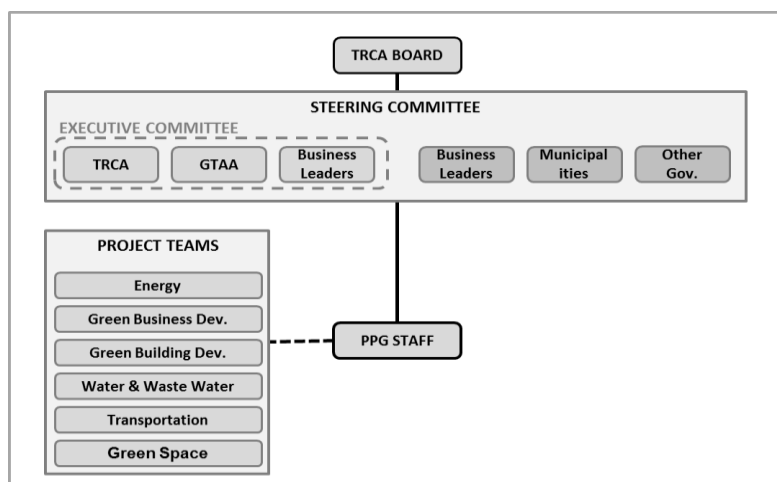 TRCA BOARD
STEERING COMMITTEE
EXECUTIVE COMMITTEE
TRCA
GTAA
Business
Leaders
Business
Leaders
Municipal
ities
Other
Gov.
PROJECT TEAMS
Energy
Green Business Dev.
Green Building Dev.
Water & Waste Water
Transportation
Green Space
PPG STAFF